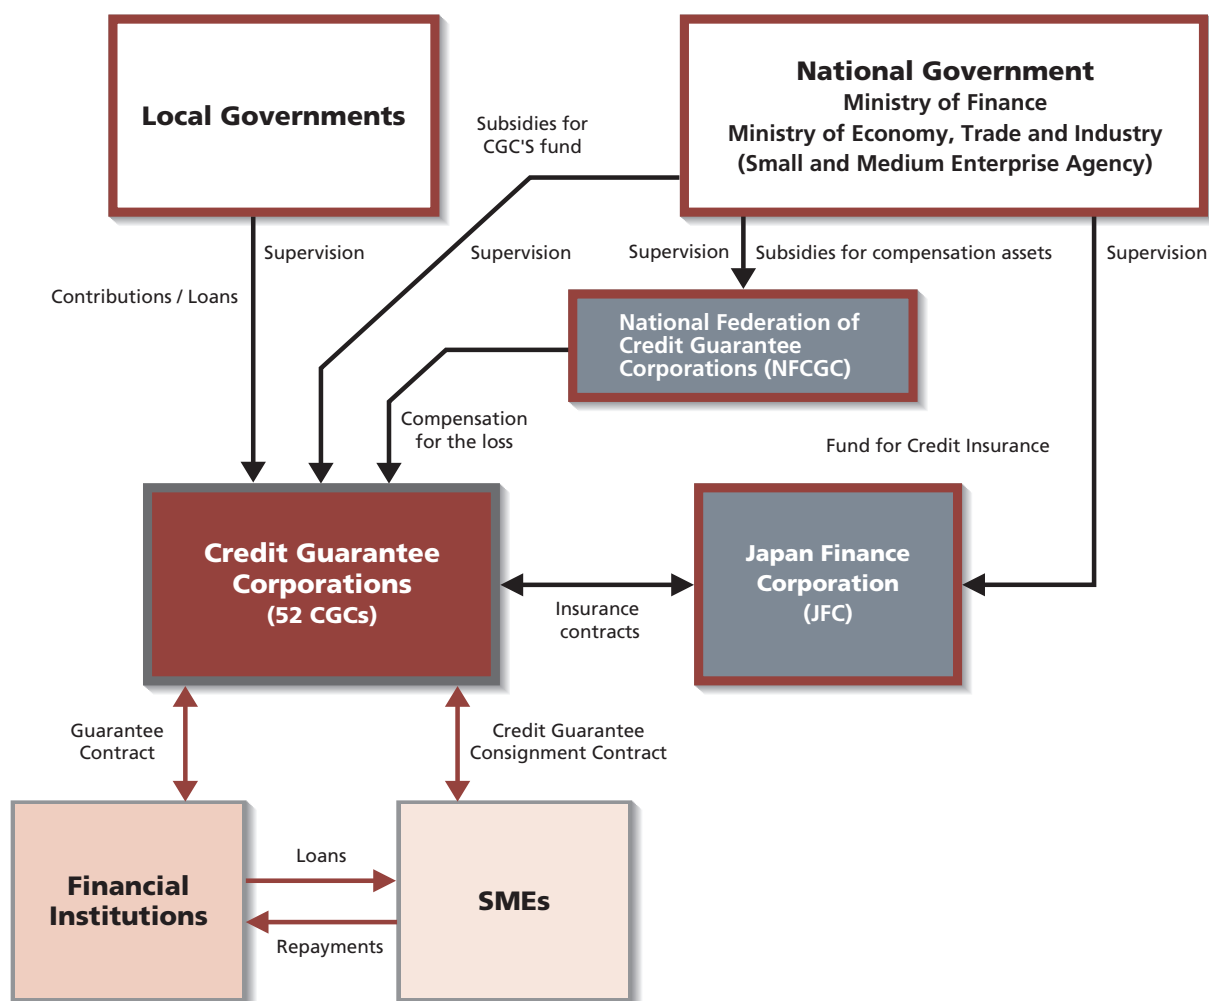 Local Governments
National Government
Ministry of Finance
Ministry of Economy, Trade and Industry
(Small and Medium Enterprise Agency)
Subsidies for
CGC'S fund
Supervision
Supervision
Supervision
Subsidies for compensation assets
Supervision
Contributions / Loans
National Federation of
Credit Guarantee
Corporations (NFCGC)
Compensation
for the loss
Fund for Credit Insurance
Credit Guarantee
Corporations
(52 CGCs)
Japan Finance
Corporation
(JFC)
Insurance
contracts
Guarantee
Contract
Credit Guarantee
Consignment Contract
Financial
Institutions
Loans
Repayments
SMEs